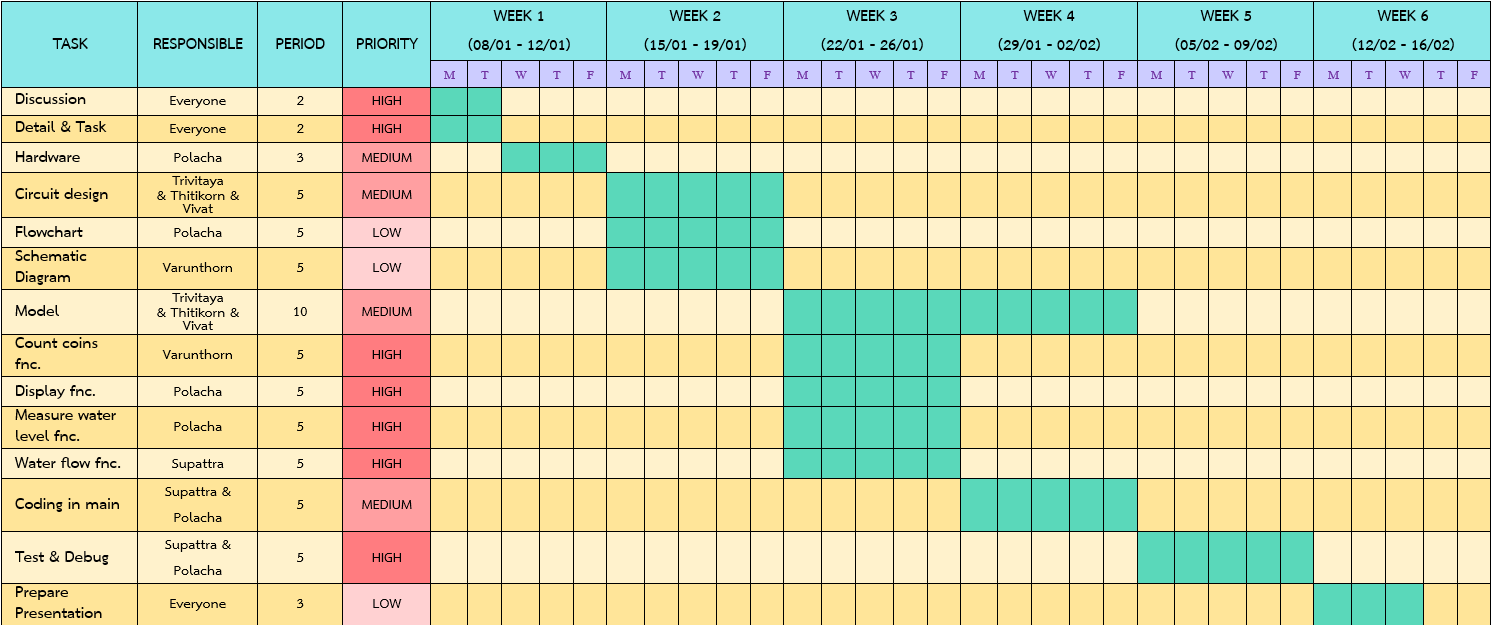 TASK RESPONSIBLE PERIOD PRIORITY WEEK 1 WEEK 2 WEEK 3 WEEK 4 WEEK 5 WEEK 6
(08/01 - 12/01) (15/01 - 19/01) (22/01 - 26/01) (29/01 - 02/02) (05/02 - 09/02) (12/02 - 16/02)
M T W T F M T W T F M T W T F M T W T F M T W T F M T W T F
Discussion Everyone 2 HIGH
Detail & Task Everyone 2 HIGH
Hardware Polacha 3 MEDIUM
Circuit design Trivitaya & Thitikorn & Vivat 5 MEDIUM
Flowchart Polacha 5 LOW
Schematic Diagram Varunthorn 5 LOW
Model Trivitaya & Thitikorn & Vivat 10 MEDIUM
Count coins fnc. Varunthorn 5 HIGH
Display fnc. Polacha 5 HIGH
Measure water level fnc. Polacha 5 HIGH
Water flow fnc. Supattra 5 HIGH
Coding in main Supattra & Polacha 5 MEDIUM
Test & Debug Supattra & Polacha 5 HIGH
Prepare Presentation Everyone 3 LOW